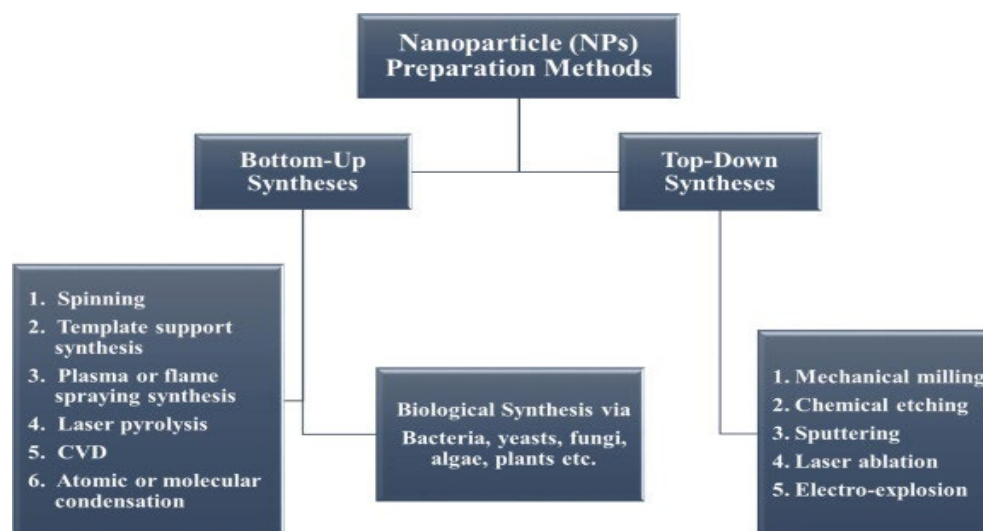 Nanoparticle (NPs)
Preparation Methods
Bottom-Up
Syntheses
Top-Down
Syntheses
1. Spinning
2. Template support
synthesis
3. Plasma or flame
spraying synthesis
4. Laser pyrolysis
5. CVD
6. Atomic or molecular
condensation
Biological Synthesis via
Bacteria, yeasts, fungi,
algae, plants etc.
1. Mechanical milling
2. Chemical etching
3. Sputtering
4. Laser ablation
5. Electro-explosion